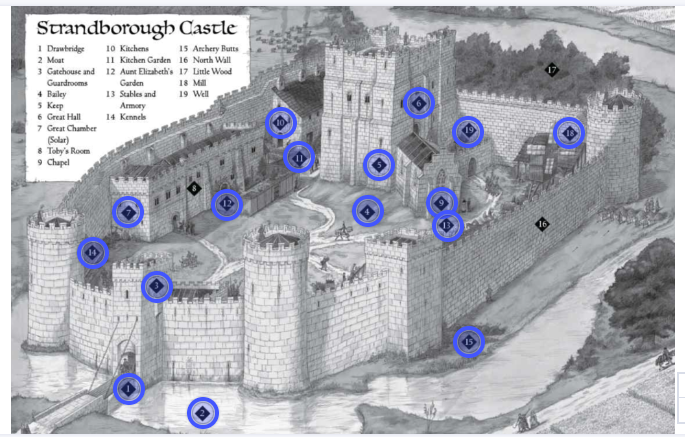 Strandborough Castle
1 Drawbridge
2 Moat
3 Gatehouse and
Guardrooms
4 Bailey
5 Keep
6 Great Hall
7 Great Chamber
(Solar)
8 Toby's Room
9 Chapel
10 Kitchens
11 Kitchen Garden
12 Aunt Elizabeth's
Garden
13 Stables and
Armory
14 Kennels
15 Archery Butts
16 North Wall
17 Little Wood
18 Mill
19 Well
17
6
10
19
18
11
5
8
12
7
4
9
13
16
14
3
15
1
2